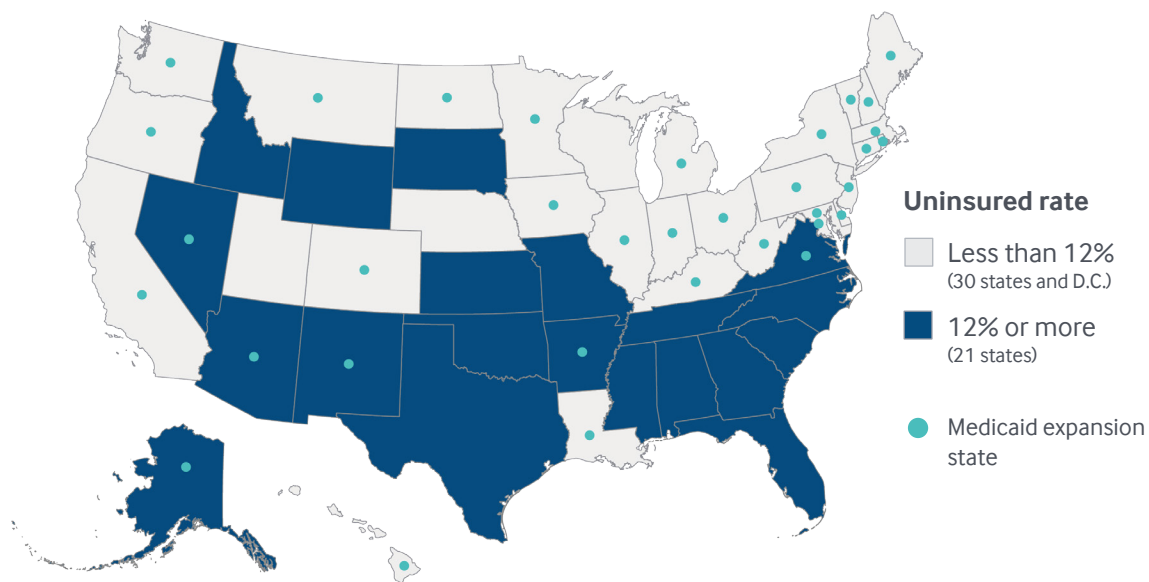 Uninsured rate
Less than 12%
(30 states and D.C.)
12% or more
(21 states)
Medicaid expansion
state